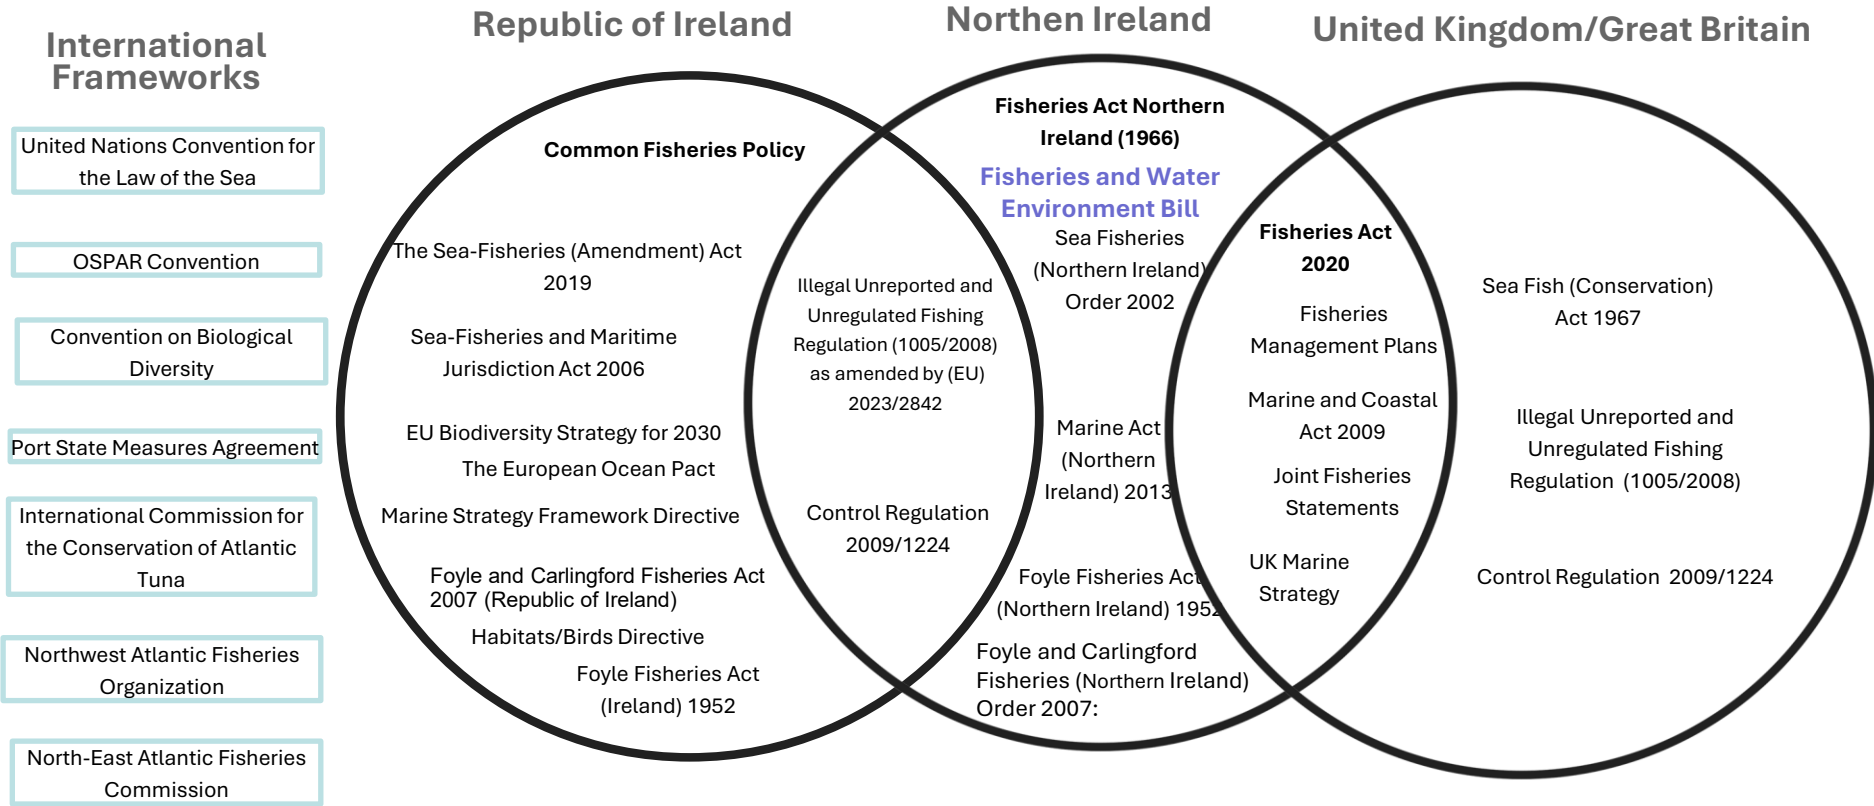 International
Frameworks
United Nations Convention for
the Law of the Sea
OSPAR Convention
Convention on Biological
Diversity
Port State Measures Agreement
International Commission for
the Conservation of Atlantic
Tuna
Northwest Atlantic Fisheries
Organization
North-East Atlantic Fisheries
Commission
Republic of Ireland
Common Fisheries Policy
The Sea-Fisheries (Amendment) Act
2019
Sea-Fisheries and Maritime
Jurisdiction Act 2006
EU Biodiversity Strategy for 2030
The European Ocean Pact
Marine Strategy Framework Directive
Foyle and Carlingford Fisheries Act
2007 (Republic of Ireland)
Habitats/Birds Directive
Foyle Fisheries Act
(Ireland) 1952
Illegal Unreported and
Unregulated Fishing
Regulation (1005/2008)
as amended by (EU)
2023/2842
Control Regulation
2009/1224
Northen Ireland
Fisheries Act Northern
Ireland (1966)
Fisheries and Water
Environment Bill
Sea Fisheries
(Northern Ireland)
Order 2002
Marine Act
(Northern
Ireland) 2013
Foyle Fisheries Act
(Northern Ireland) 1952
Foyle and Carlingford
Fisheries (Northern Ireland)
Order 2007:
Fisheries Act
2020
Fisheries
Management Plans
Marine and Coastal
Act 2009
Joint Fisheries
Statements
UK Marine
Strategy
United Kingdom/Great Britain
Sea Fish (Conservation)
Act 1967
Illegal Unreported and
Unregulated Fishing
Regulation (1005/2008)
Control Regulation 2009/1224